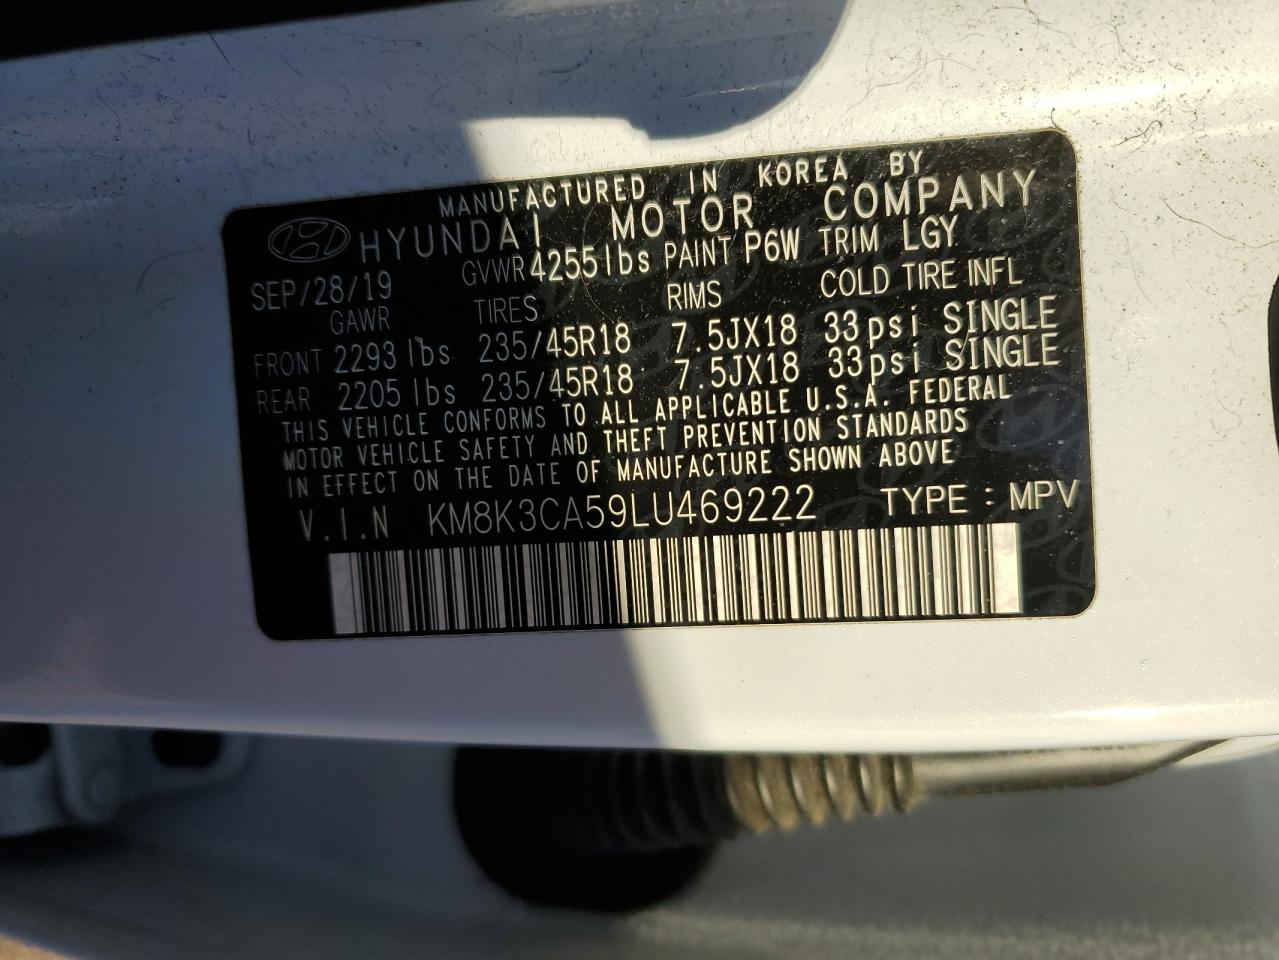 MANUFACTURED IN KOREA BY
HYUNDAI MOTOR COMPANY
SEP/28/19 GVWR 4255lbs PAINT P6W TRIM LGY
GAWR TIRES RIMS COLD TIRE INFL
FRONT 2293lbs 235/45R18 7.5JX18 33psi SINGLE
REAR 2205lbs 235/45R18 7.5JX18 33psi SINGLE
THIS VEHICLE CONFORMS TO ALL APPLICABLE U.S.A. FEDERAL
MOTOR VEHICLE SAFETY AND THEFT PREVENTION STANDARDS
IN EFFECT ON THE DATE OF MANUFACTURE SHOWN ABOVE
V.I.N KM8K3CA59LU469222 TYPE : MPV